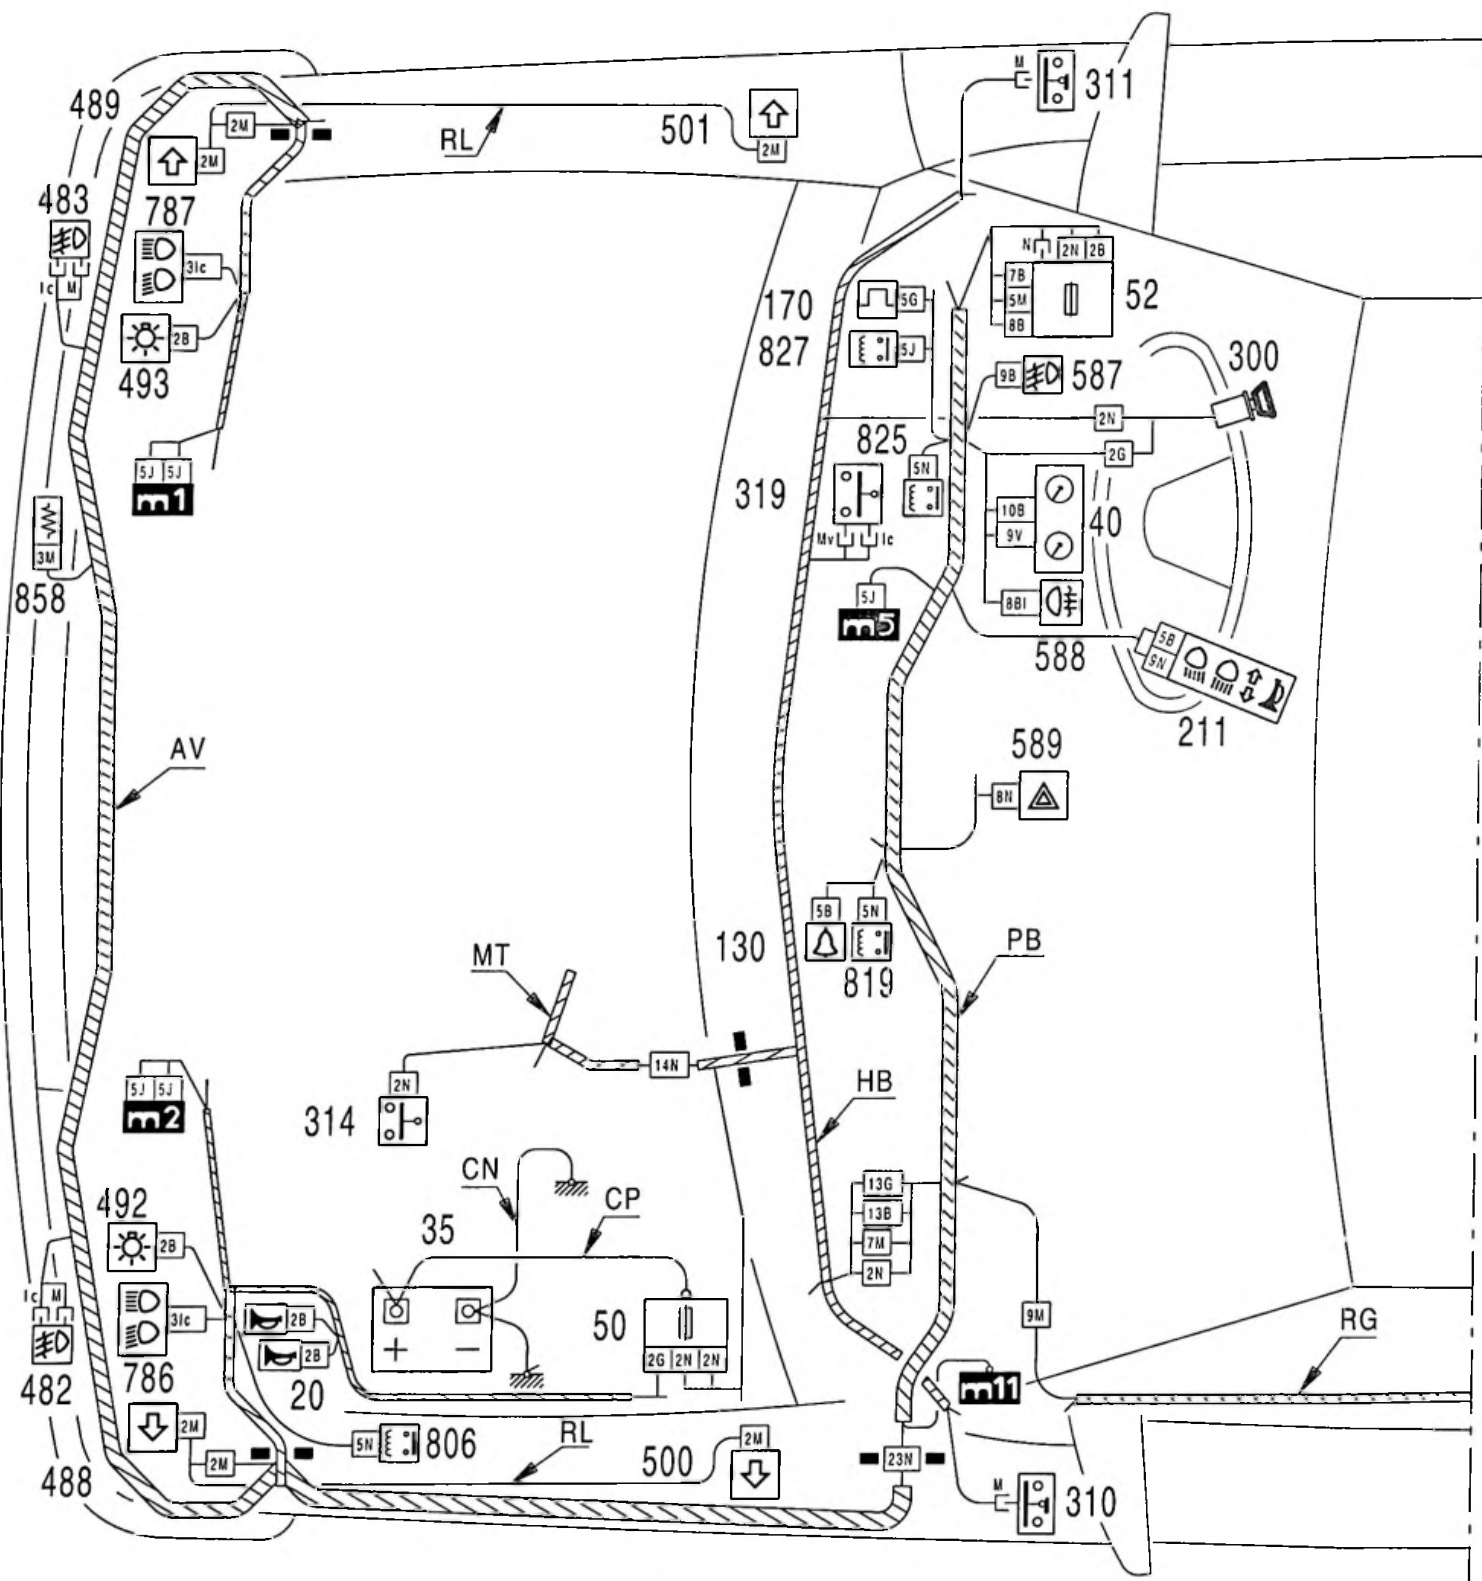 M
311
489
2M
RL
501
2M
2M
483
787
Ic
M
3Ic
N
2N
2B
7B
5M
8B
52
170
5G
827
5J
2B
493
9B
587
300
2N
825
2G
5J
5J
m1
319
5N
10B
9V
40
Mv
Ic
3M
858
5J
m5
8BI
588
5B
9N
211
AV
589
8N
5B
5N
130
819
PB
MT
14N
2N
314
HB
5J
5J
m2
CN
CP
35
13G
13B
7M
2N
492
2B
Ic
M
3Ic
2B
2B
+
-
50
2G
2N
2N
9M
RG
482
786
20
m11
2M
2M
488
5N
806
RL
500
2M
23N
M
310